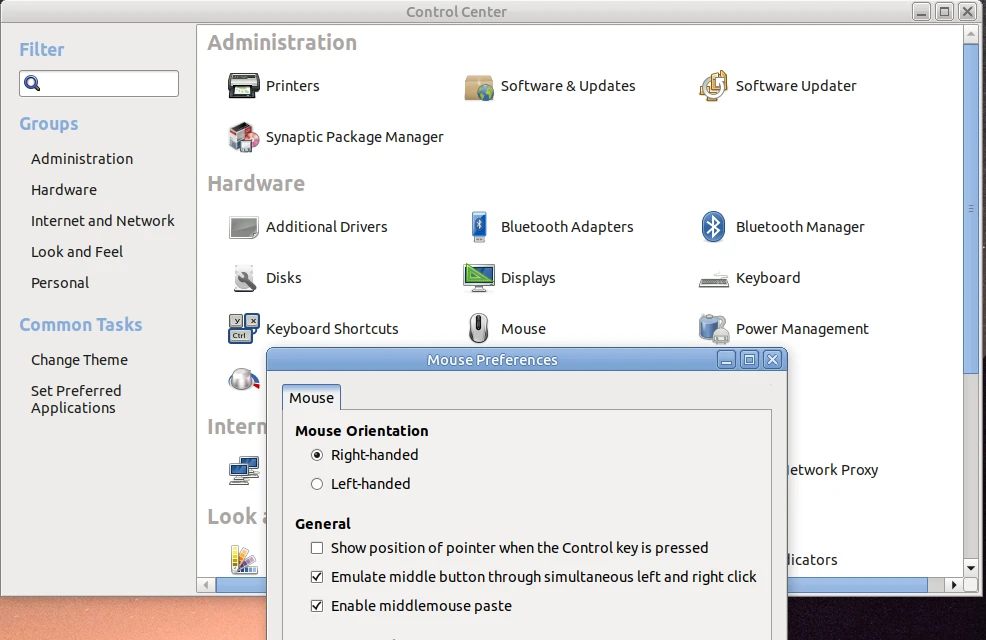 Control Center
Filter
Groups
Administration
Hardware
Internet and Network
Look and Feel
Personal
Common Tasks
Change Theme
Set Preferred
Applications
Administration
Printers
Software & Updates
Software Updater
Synaptic Package Manager
Hardware
Additional Drivers
Bluetooth Adapters
Bluetooth Manager
Disks
Displays
Keyboard
Keyboard Shortcuts
Mouse
Power Management
Intern
etwork Proxy
Look a
icators
Mouse Preferences
Mouse
Mouse Orientation
Right-handed
Left-handed
General
Show position of pointer when the Control key is pressed
Emulate middle button through simultaneous left and right click
Enable middlemouse paste